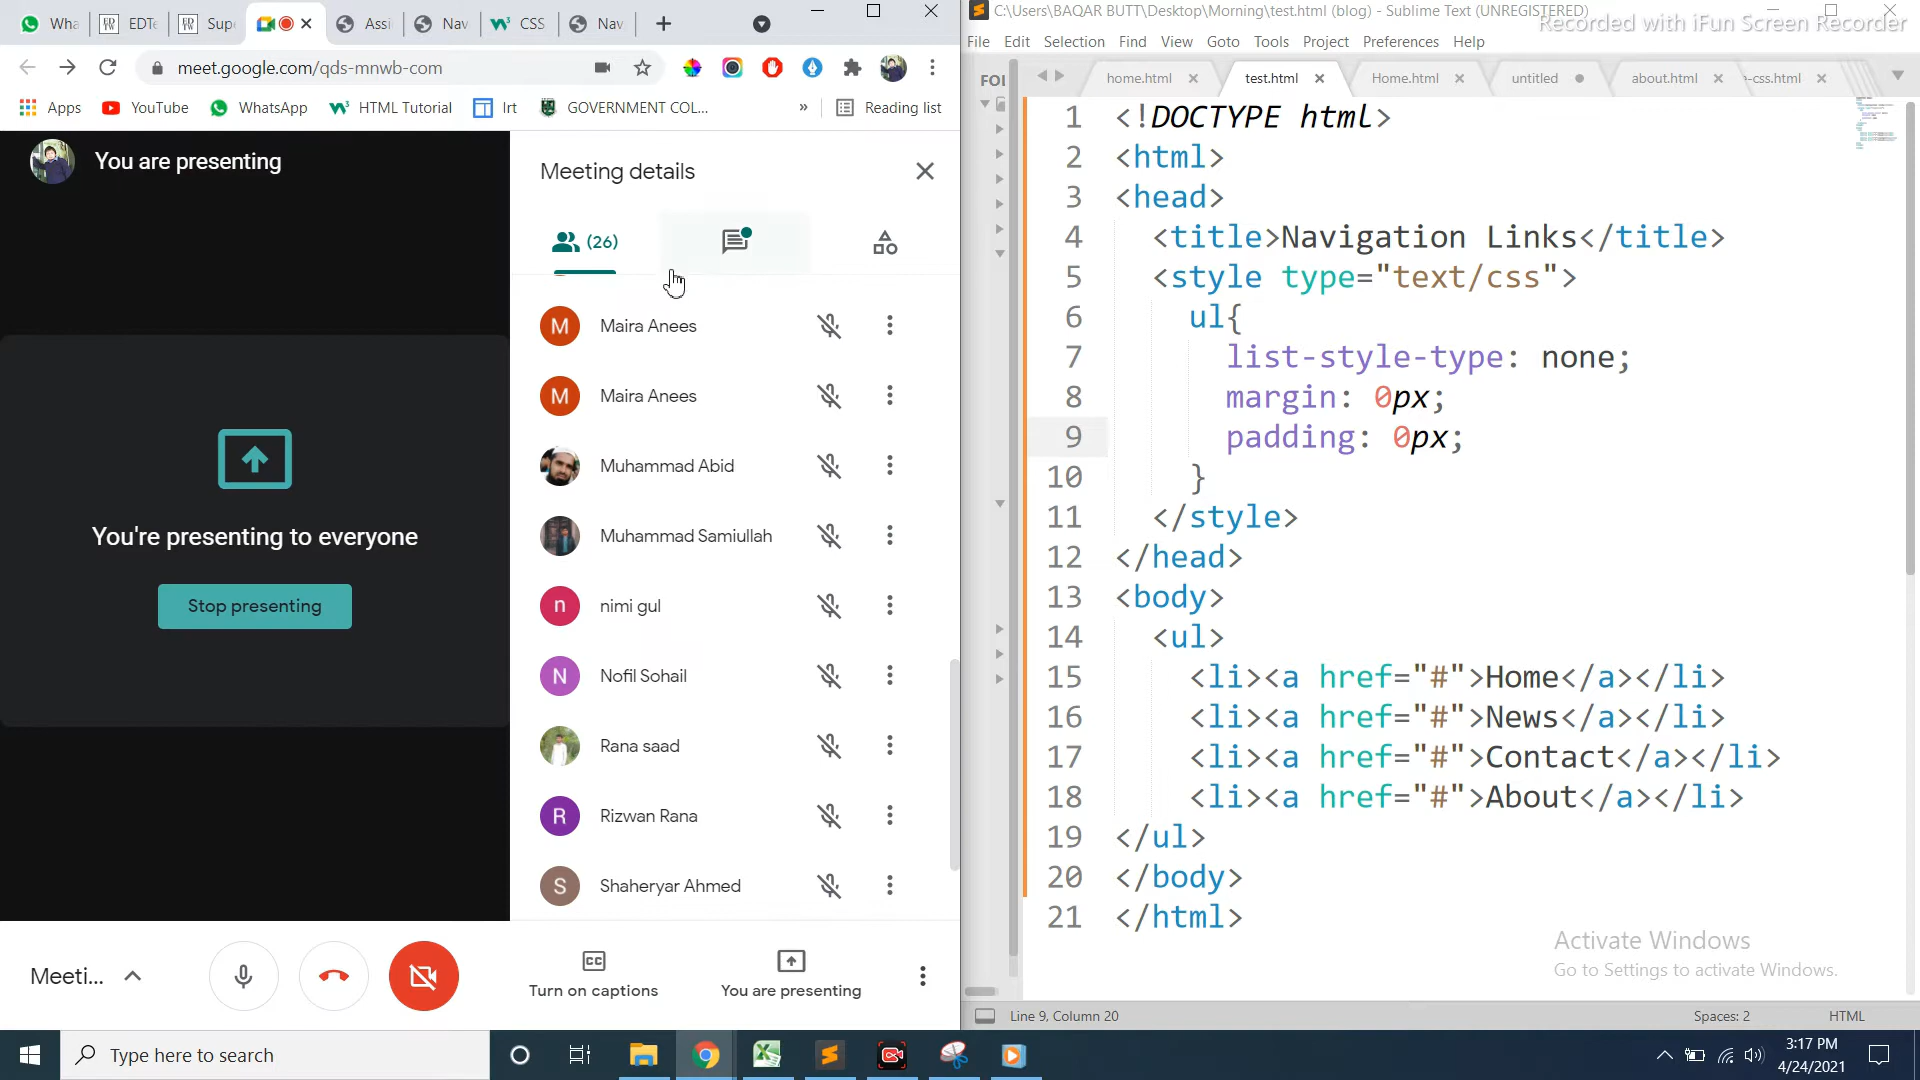 Wha
EDTe
Supe
Assi
Nav
CSS
Nav
meet.google.com/qds-mnwb-com
Apps
YouTube
WhatsApp
HTML Tutorial
Irt
GOVERNMENT COL...
»
Reading list
You are presenting
You're presenting to everyone
Stop presenting
Meeting details
(26)
Maira Anees
Maira Anees
Muhammad Abid
Muhammad Samiullah
nimi gul
Nofil Sohail
Rana saad
Rizwan Rana
Shaheryar Ahmed
M
M
n
N
R
S
Meeti...
Turn on captions
You are presenting
C:\Users\BAQAR BUTT\Desktop\Morning\test.html (blog) - Sublime Text (UNREGISTERED)
Recorded with iFun Screen Recorder
File Edit Selection Find View Goto Tools Project Preferences Help
FOL
home.html
test.html
Home.html
untitled
about.html
-css.html
1 <!DOCTYPE html>
2 <html>
3 <head>
4 <title>Navigation Links</title>
5 <style type="text/css">
6 ul{
7 list-style-type: none;
8 margin: 0px;
9 padding: 0px;
10 }
11 </style>
12 </head>
13 <body>
14 <ul>
15 <li><a href="#">Home</a></li>
16 <li><a href="#">News</a></li>
17 <li><a href="#">Contact</a></li>
18 <li><a href="#">About</a></li>
19 </ul>
20 </body>
21 </html>
Activate Windows
Go to Settings to activate Windows.
Line 9, Column 20
Spaces: 2
HTML
Type here to search
3:17 PM
4/24/2021